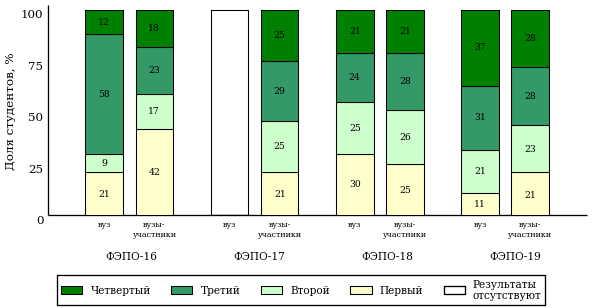 100
75
50
25
0
Доля студентов, %
12 58 9 21
18 23 17 42
25 29 25 21
21 24 25 30
21 28 26 25
37 31 21 11
28 28 23 21
вуз вузы-участники вуз вузы-участники вуз вузы-участники вуз вузы-участники
ФЭПО-16 ФЭПО-17 ФЭПО-18 ФЭПО-19
Четвертый Третий Второй Первый Результаты
отсутствуют